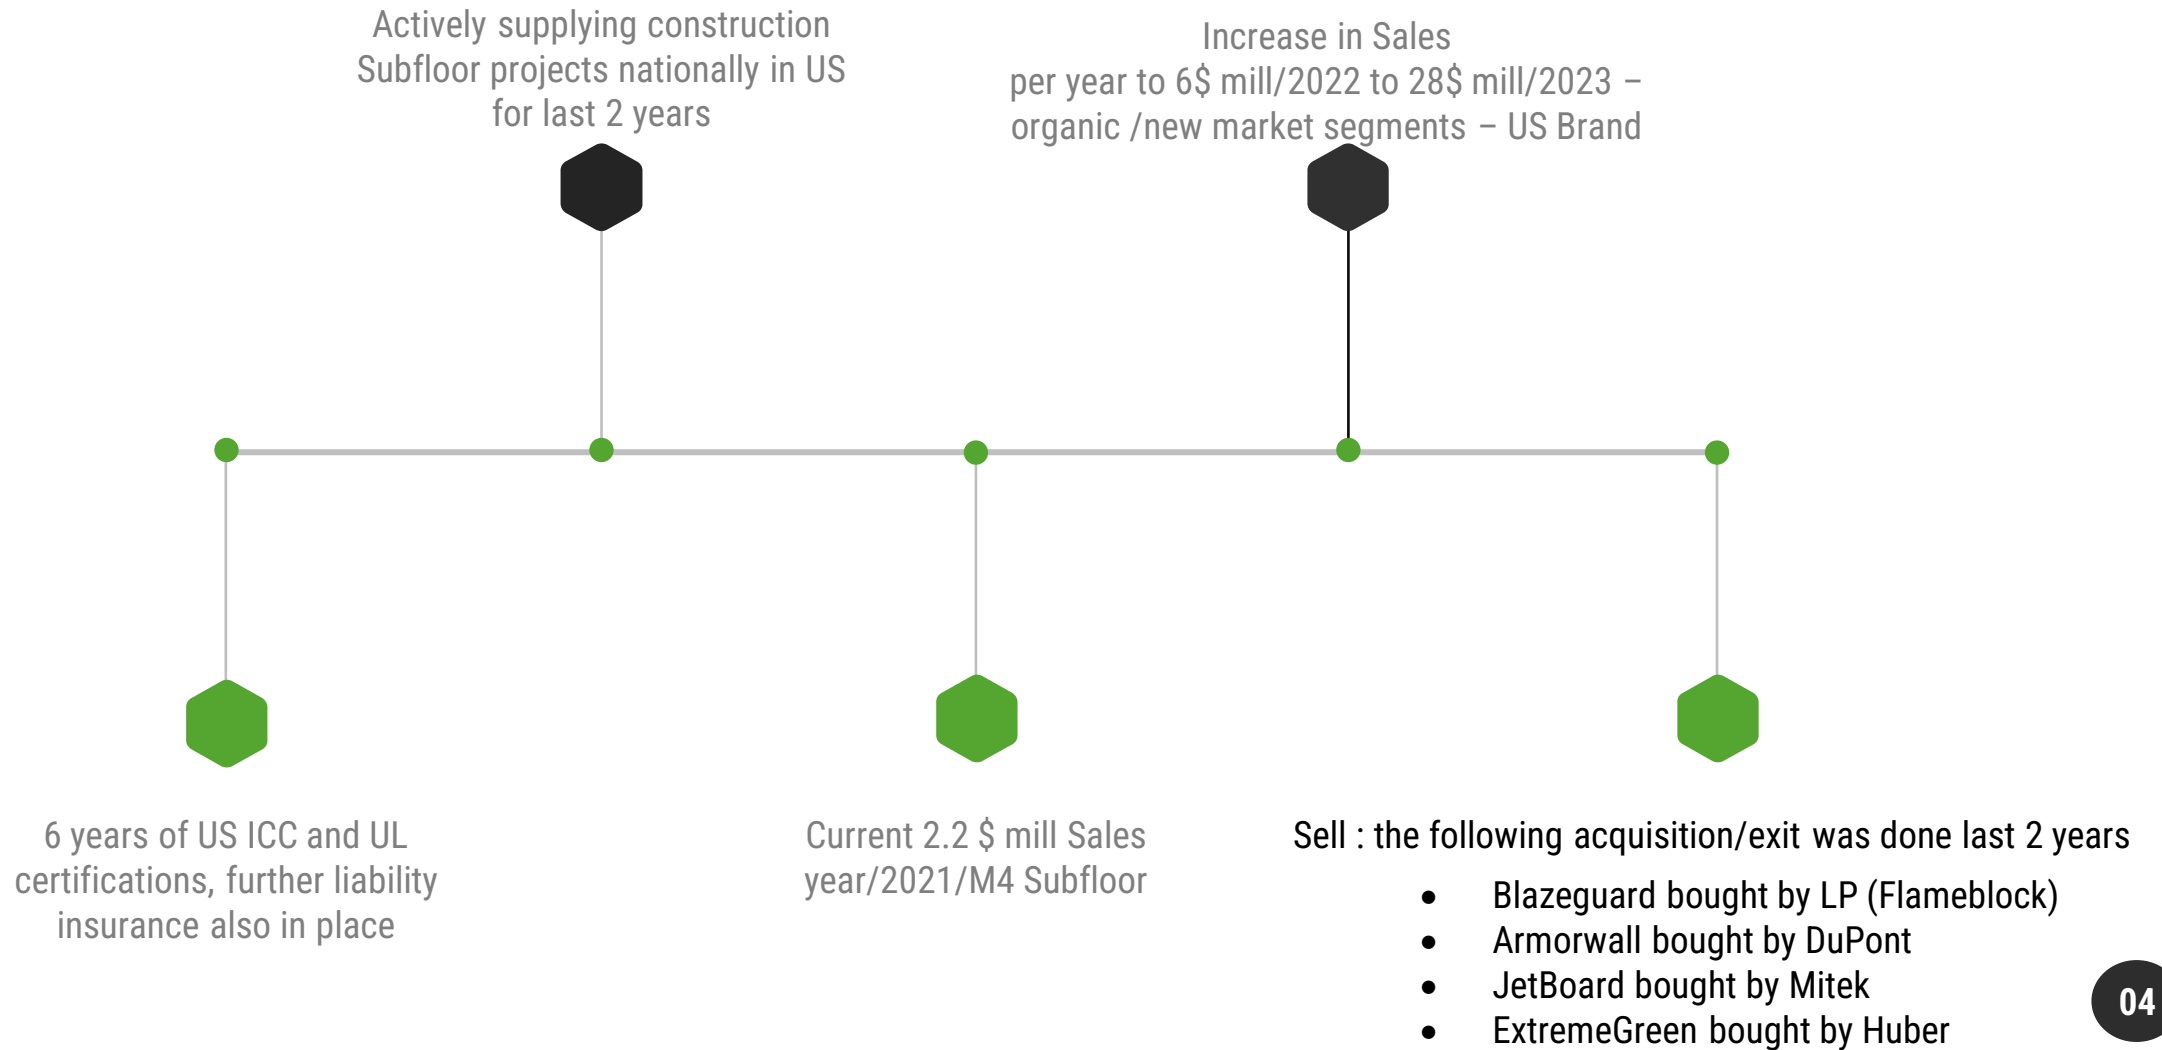 Actively supplying construction
Subfloor projects nationally in US
for last 2 years
Increase in Sales
per year to 6$ mill/2022 to 28$ mill/2023 –
organic /new market segments – US Brand
6 years of US ICC and UL
certifications, further liability
insurance also in place
Current 2.2 $ mill Sales
year/2021/M4 Subfloor
Sell : the following acquisition/exit was done last 2 years
• Blazeguard bought by LP (Flameblock)
• Armorwall bought by DuPont
• JetBoard bought by Mitek
• ExtremeGreen bought by Huber
04